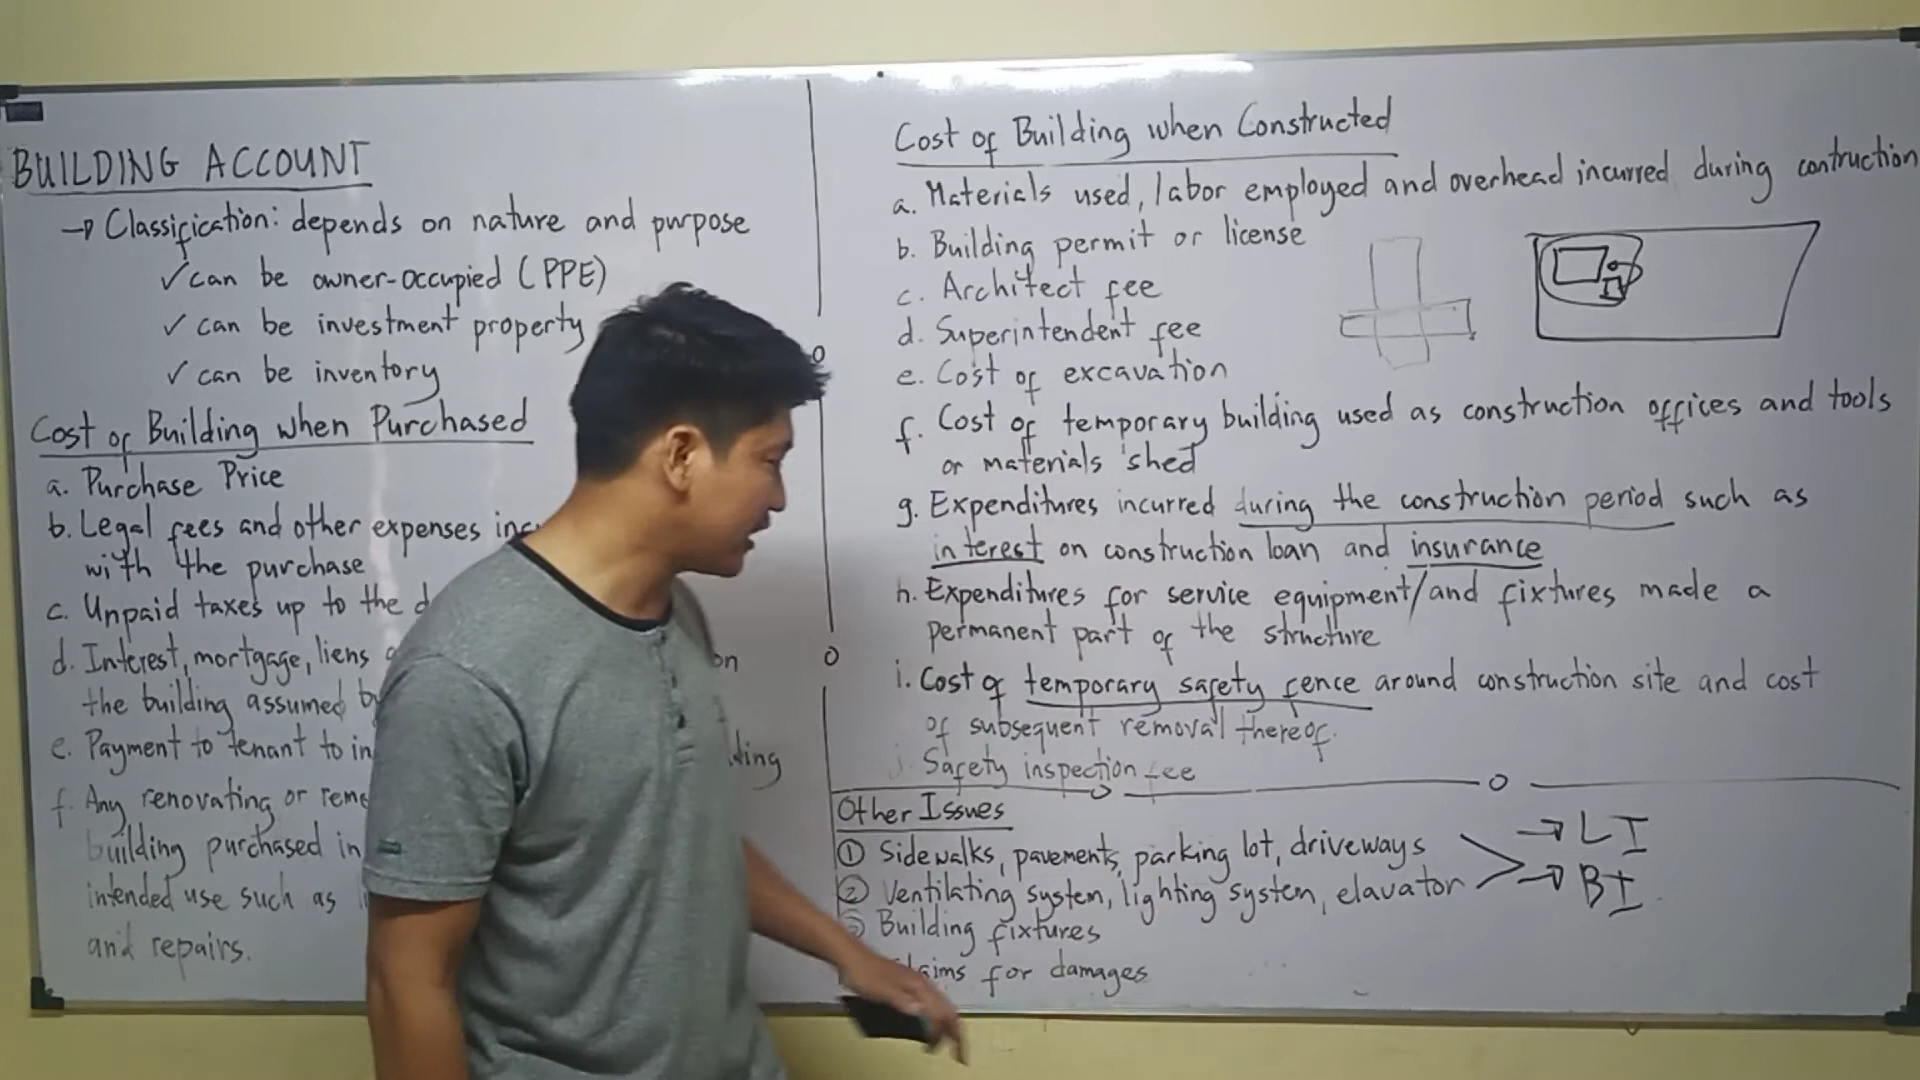 BUILDING ACCOUNT
→ Classification: depends on nature and purpose
✓ can be owner-occupied (PPE)
✓ can be investment property
✓ can be inventory
Cost of Building when Purchased
a. Purchase Price
b. Legal fees and other expenses
with the purchase
c. Unpaid taxes up to the
d. Interest, mortgage, liens
the building assumed
e. Payment to tenant to
f. Any renovating or
building purchased in
intended use such as
and repairs.
Cost of Building when Constructed
a. Materials used, labor employed and overhead incurred during contruction
b. Building permit or license
c. Architect fee
d. Superintendent fee
e. Cost of excavation
f. Cost of temporary building used as construction offices and tools
or materials shed
g. Expenditures incurred during the construction period such as
interest on construction loan and insurance
h. Expenditures for service equipment/and fixtures made a
permanent part of the structure
i. Cost of temporary safety fence around construction site and cost
of subsequent removal thereof.
j. Safety inspection fee
Other Issues
① Sidewalks, pavements, parking lot, driveways → LI
② Ventilating system, lighting system, elavator → BI
③ Building fixtures
for damages